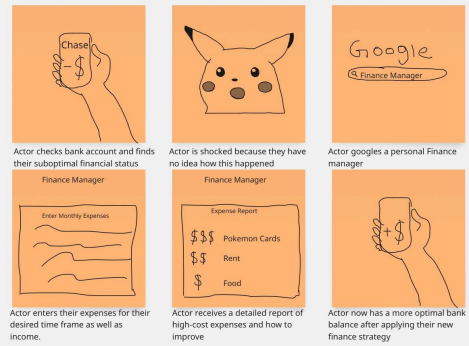 Chase
- $
Actor checks bank account and finds
their suboptimal financial status
Actor is shocked because they have
no idea how this happened
Google
Finance Manager
Actor googles a personal Finance
manager
Finance Manager
Enter Monthly Expenses
Actor enters their expenses for their
desired time frame as well as
income.
Finance Manager
Expense Report
$$$ Pokemon Cards
$$ Rent
$ Food
Actor receives a detailed report of
high-cost expenses and how to
improve
+ $
Actor now has a more optimal bank
balance after applying their new
finance strategy